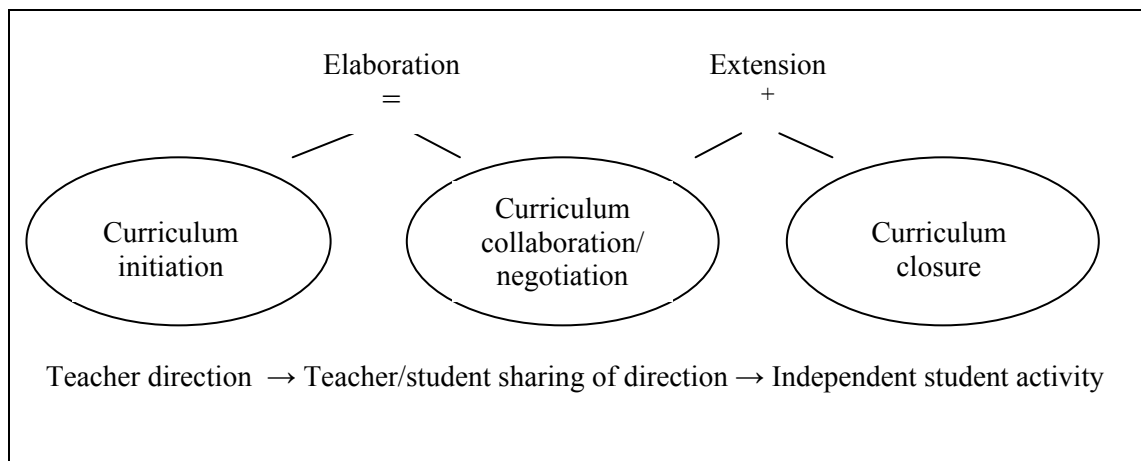 Elaboration Extension
= +
Curriculum initiation
Curriculum collaboration/ negotiation
Curriculum closure
Teacher direction → Teacher/student sharing of direction → Independent student activity